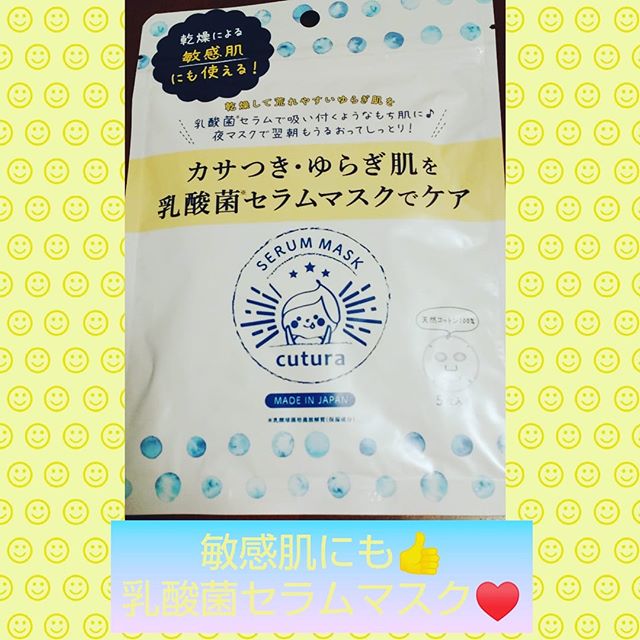 乾燥による
敏感肌
にも使える!
乾燥して荒れやすいゆらぎ肌を
乳酸菌※セラムで吸い付くようなもち肌に♪
夜マスクで翌朝もうるおってしっとり!
カサつき・ゆらぎ肌を
乳酸菌※セラムマスクでケア
SERUM MASK
cutura
天然コットン100%
MADE IN JAPAN
敏感肌にも👍
乳酸菌セラムマスク♥